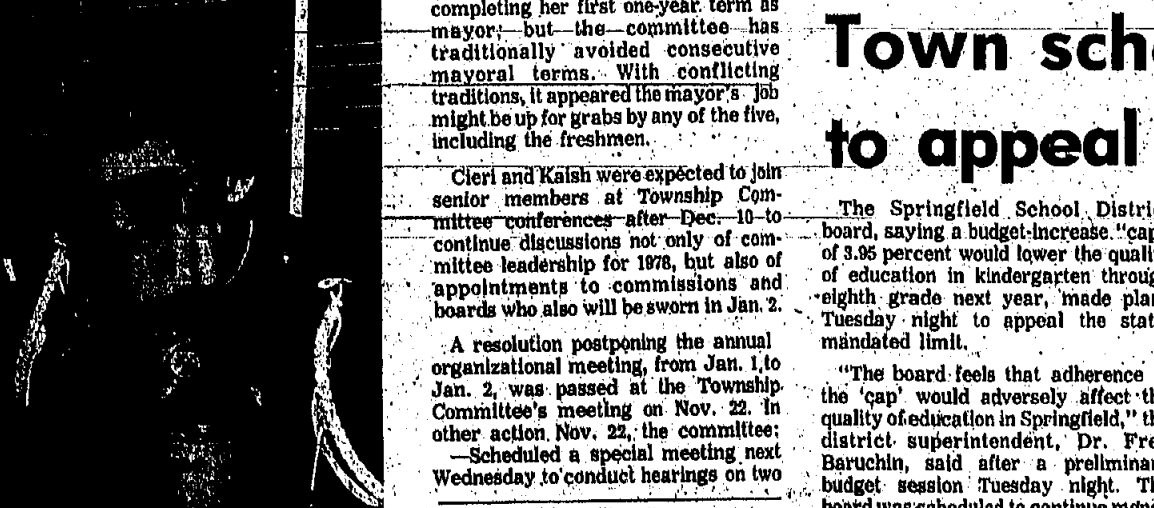 completing her first one-year term as
mayor; but the committee has
traditionally avoided consecutive
mayoral terms. With conflicting
traditions, it appeared the mayor's job
might be up for grabs by any of the five,
including the freshmen.
Cieri and Kaish were expected to join
senior members at Township Com-
mittee conferences after Dec. 10 to
continue discussions not only of com-
mittee leadership for 1978, but also of
appointments to commissions and
boards who also will be sworn in Jan. 2.
A resolution postponing the annual
organizational meeting, from Jan. 1 to
Jan. 2, was passed at the Township
Committee's meeting on Nov. 22. In
other action Nov. 22, the committee:
—Scheduled a special meeting next
Wednesday to conduct hearings on two
Town sch
to appeal
The Springfield School Distri
board, saying a budget-increase "cap
of 3.95 percent would lower the quali
of education in kindergarten throug
eighth grade next year, made plan
Tuesday night to appeal the stat
mandated limit.
"The board feels that adherence
the 'cap' would adversely affect th
quality of education in Springfield," th
district superintendent, Dr. Fre
Baruchin, said after a preliminar
budget session Tuesday night. Th
board was scheduled to continue